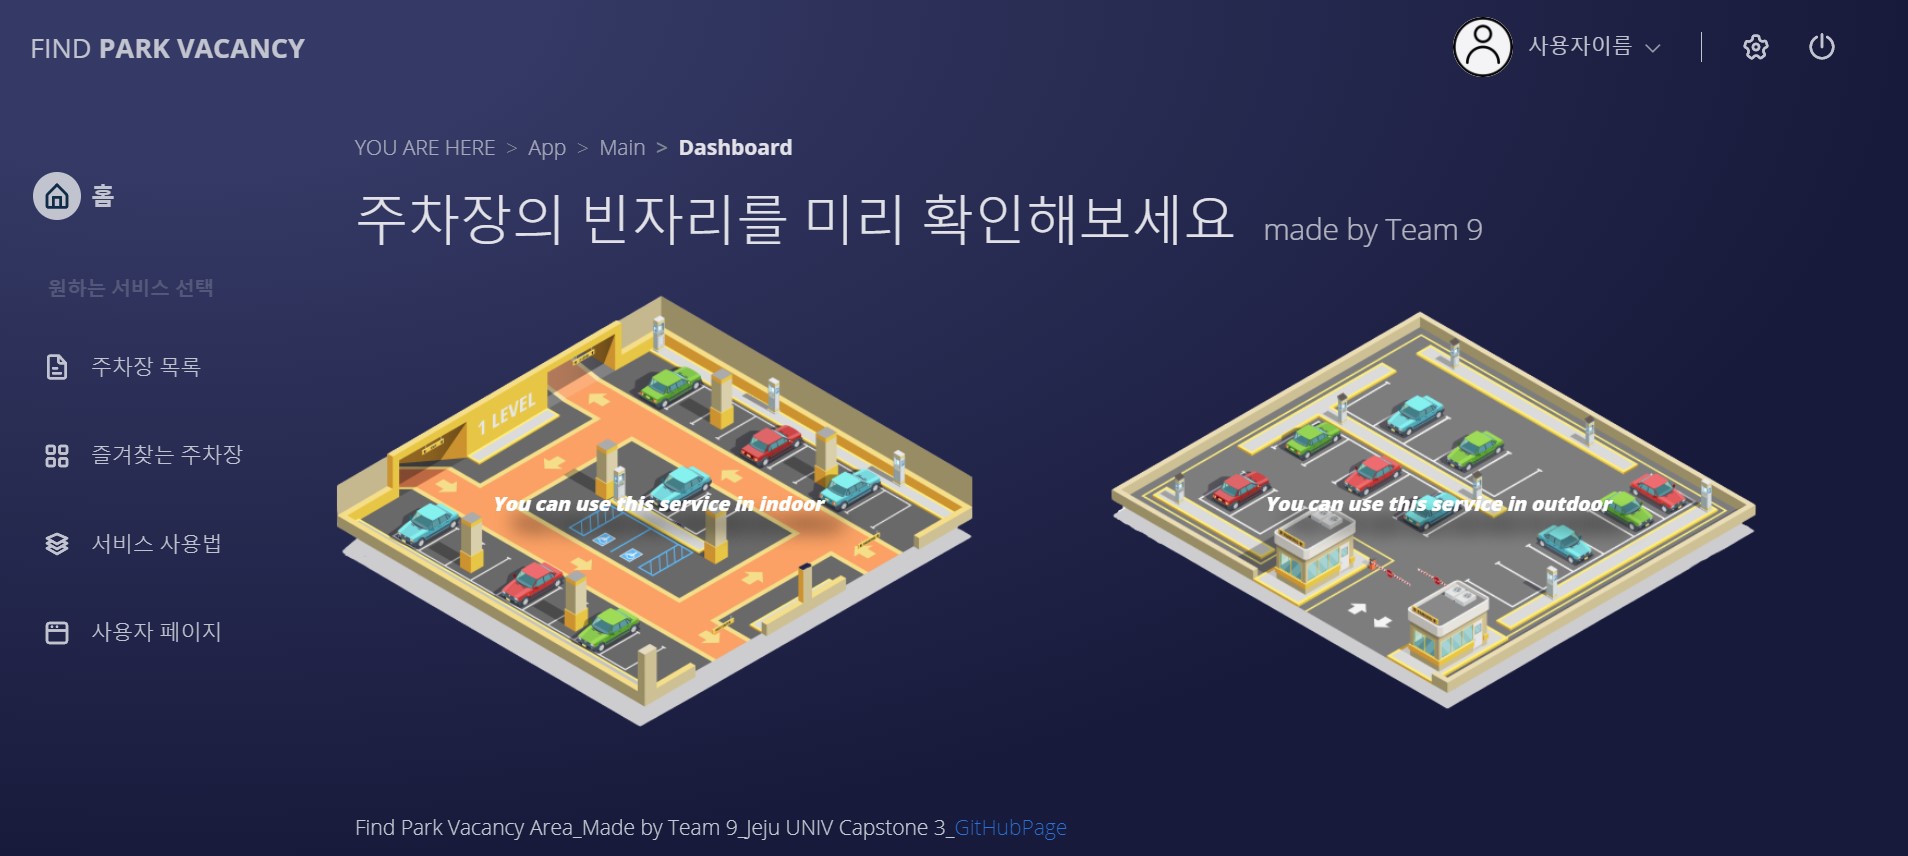 FIND PARK VACANCY
사용자이름
YOU ARE HERE > App > Main > Dashboard
홈
주차장의 빈자리를 미리 확인해보세요 made by Team 9
원하는 서비스 선택
주차장 목록
즐겨찾는 주차장
서비스 사용법
사용자 페이지
1 LEVEL
You can use this service in indoor
You can use this service in outdoor
Find Park Vacancy Area_Made by Team 9_Jeju UNIV Capstone 3_GitHubPage